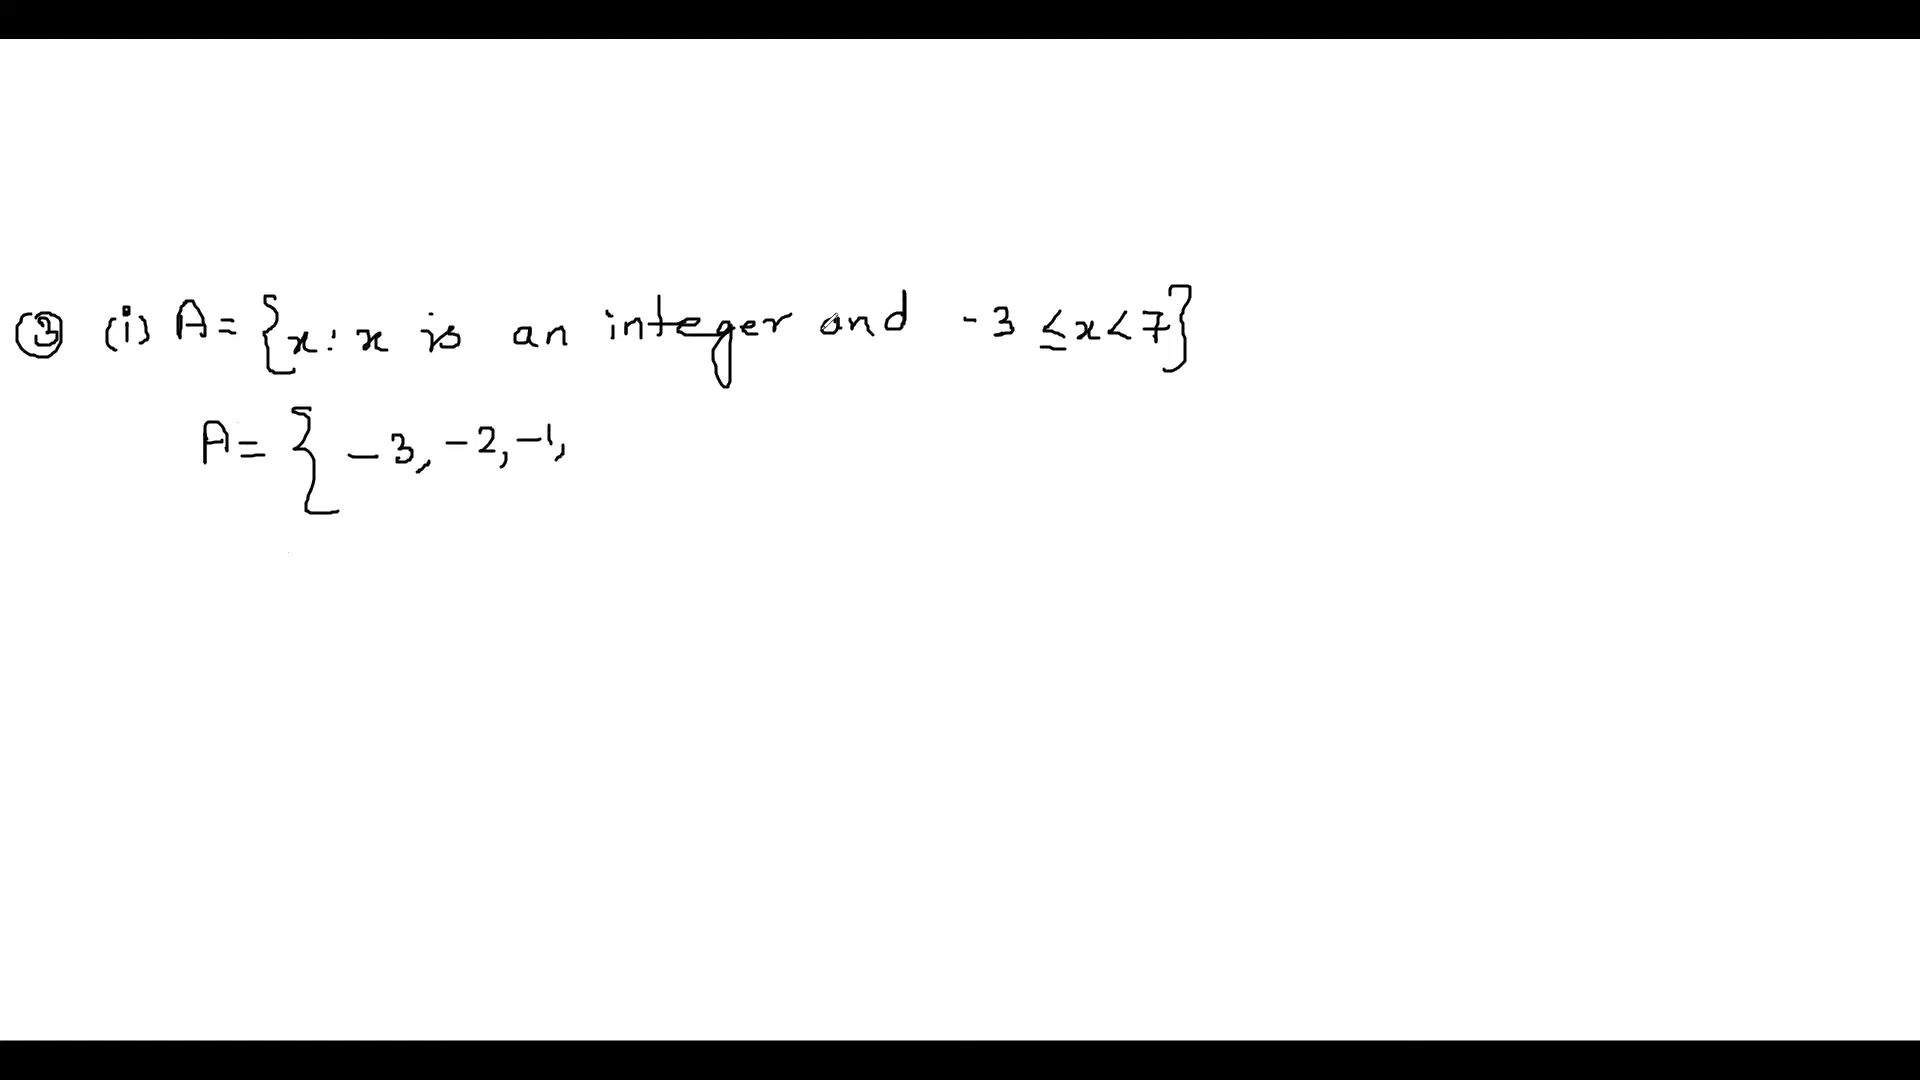 ③ (i) A = {x : x is an integer and -3 ≤ x < 7}
A = { -3, -2, -1,